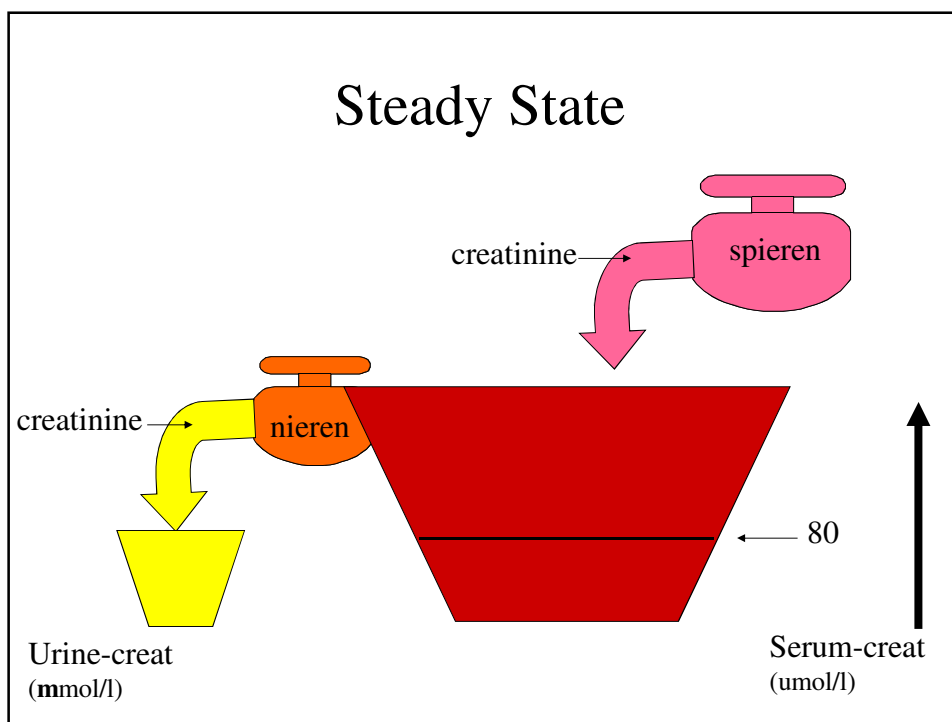 Steady State
creatinine
spieren
creatinine
nieren
80
Urine-creat
(mmol/l)
Serum-creat
(umol/l)